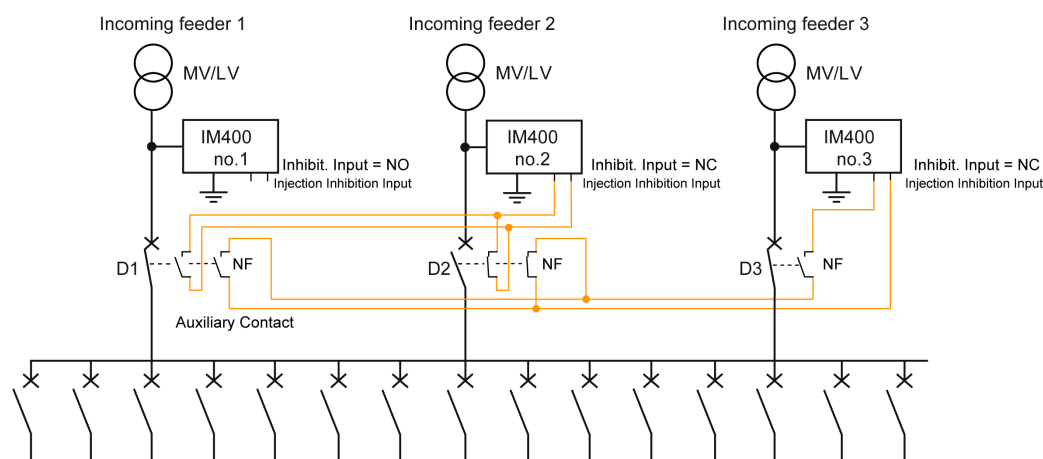 Incoming feeder 1
Incoming feeder 2
Incoming feeder 3
MV/LV
MV/LV
MV/LV
IM400
no.1
IM400
no.2
IM400
no.3
Inhibit. Input = NO
Injection Inhibition Input
Inhibit. Input = NC
Injection Inhibition Input
Inhibit. Input = NC
Injection Inhibition Input
D1
NF
D2
NF
D3
NF
Auxiliary Contact